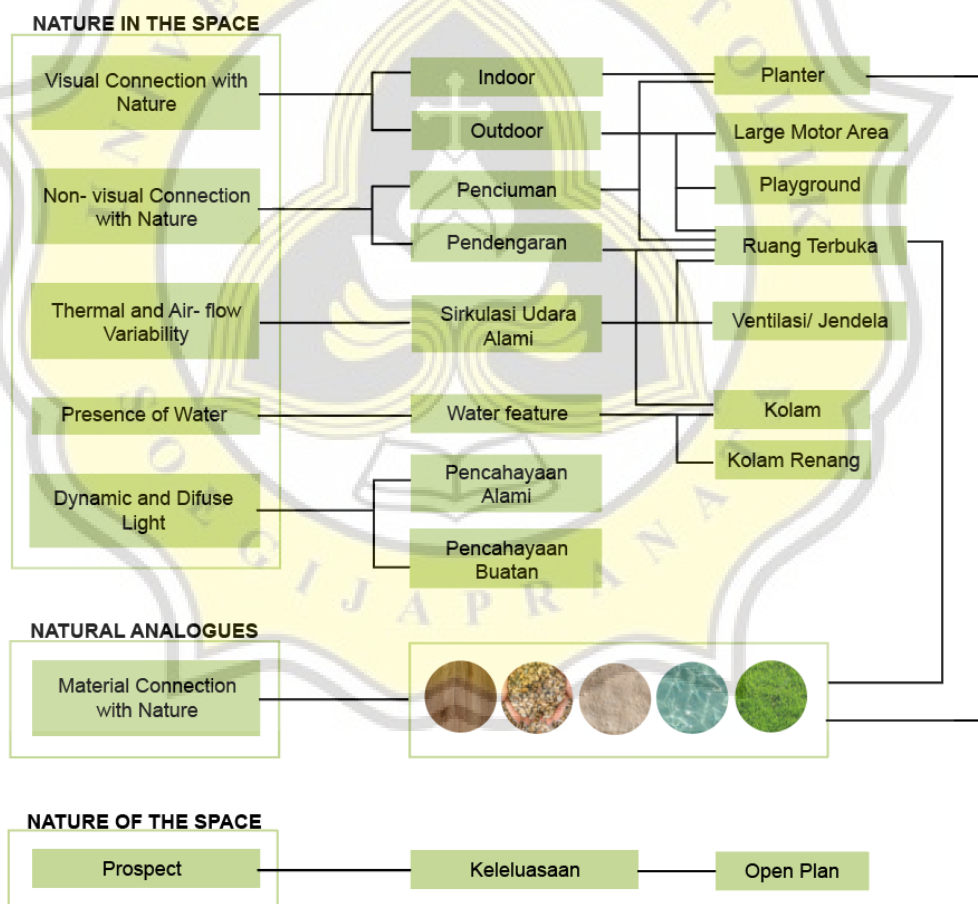 NATURE IN THE SPACE
Visual Connection with
Nature
Indoor
Planter
Outdoor
Large Motor Area
Non- visual Connection
with Nature
Penciuman
Playground
Pendengaran
Ruang Terbuka
Thermal and Air- flow
Variability
Sirkulasi Udara
Alami
Ventilasi/ Jendela
Presence of Water
Water feature
Kolam
Kolam Renang
Dynamic and Difuse
Light
Pencahayaan
Alami
Pencahayaan
Buatan
NATURAL ANALOGUES
Material Connection
with Nature
NATURE OF THE SPACE
Prospect
Keleluasaan
Open Plan
SOEGIJAPRANATA